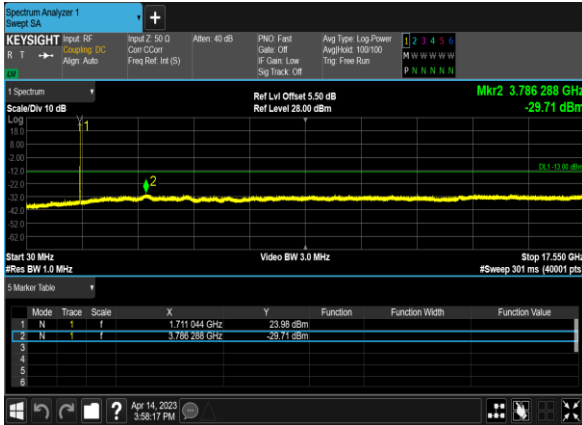 Spectrum Analyzer 1
Swept SA
+
KEYSIGHT Input: RF Input Z: 50 Ω Atten: 40 dB PNO: Fast Avg Type: Log-Power 1 2 3 4 5 6
R T Coupling: DC Corr CCorr Gate: Off Avg|Hold: 100/100 M W W W W W
Align: Auto Freq Ref: Int (S) IF Gain: Low Trig: Free Run
Sig Track: Off P N N N N N
1 Spectrum
Ref Lvl Offset 5.50 dB Mkr2 3.786 288 GHz
Scale/Div 10 dB Ref Level 28.00 dBm -29.71 dBm
Log
18.0
8.00
-2.00
-12.0
-22.0
-32.0
-42.0
-52.0
-62.0
1
2
DL1 -13.00 dBm
Start 30 MHz Video BW 3.0 MHz Stop 17.550 GHz
#Res BW 1.0 MHz #Sweep 301 ms (40001 pts
5 Marker Table
Mode Trace Scale X Y Function Function Width Function Value
1 N 1 f 1.711 044 GHz 23.98 dBm
2 N 1 f 3.786 288 GHz -29.71 dBm
3
4
5
6
? Apr 14, 2023
3:58:17 PM